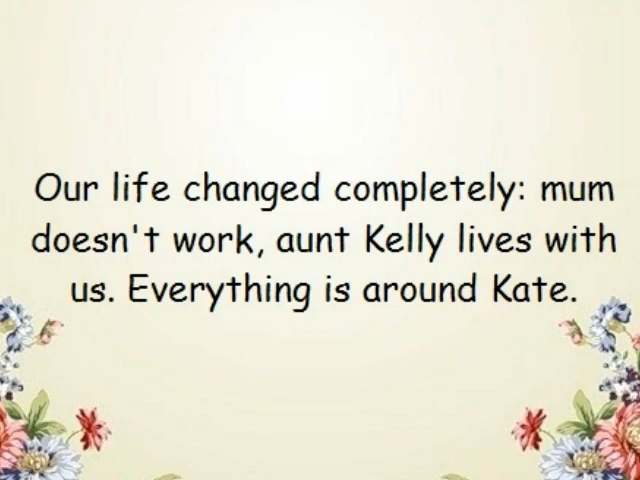 Our life changed completely: mum
doesn't work, aunt Kelly lives with
us. Everything is around Kate.